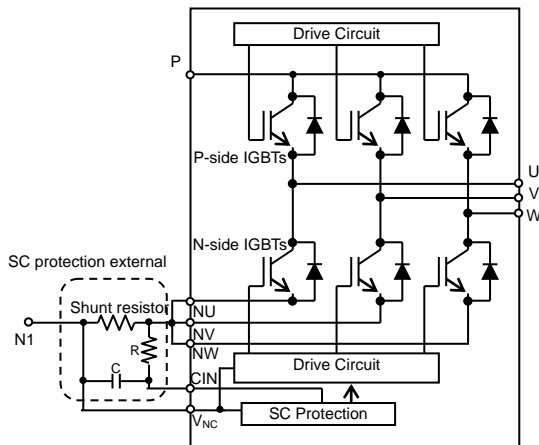 Drive Circuit
P
P-side IGBTs
U
V
W
N-side IGBTs
SC protection external
Shunt resistor
NU
N1
NV
R
NW
C
CIN
Drive Circuit
VNC
SC Protection